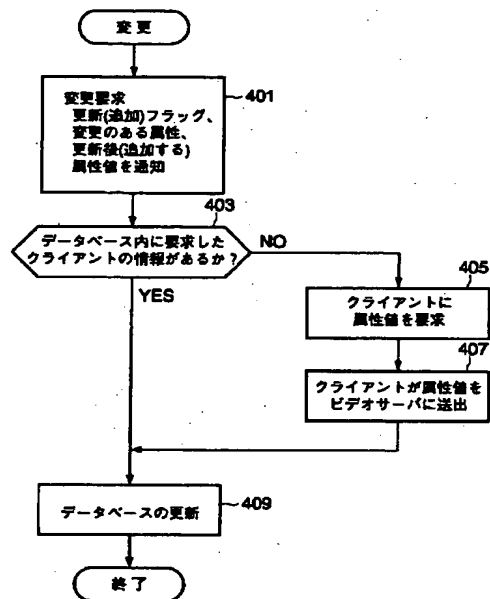 変更
変更要求
更新(追加)フラッグ、
変更のある属性、
更新後(追加する)
属性値を通知
401
403
データベース内に要求した
クライアントの情報があるか?
NO
YES
405
クライアントに
属性値を要求
407
クライアントが属性値を
ビデオサーバに送出
データベースの更新
409
終了